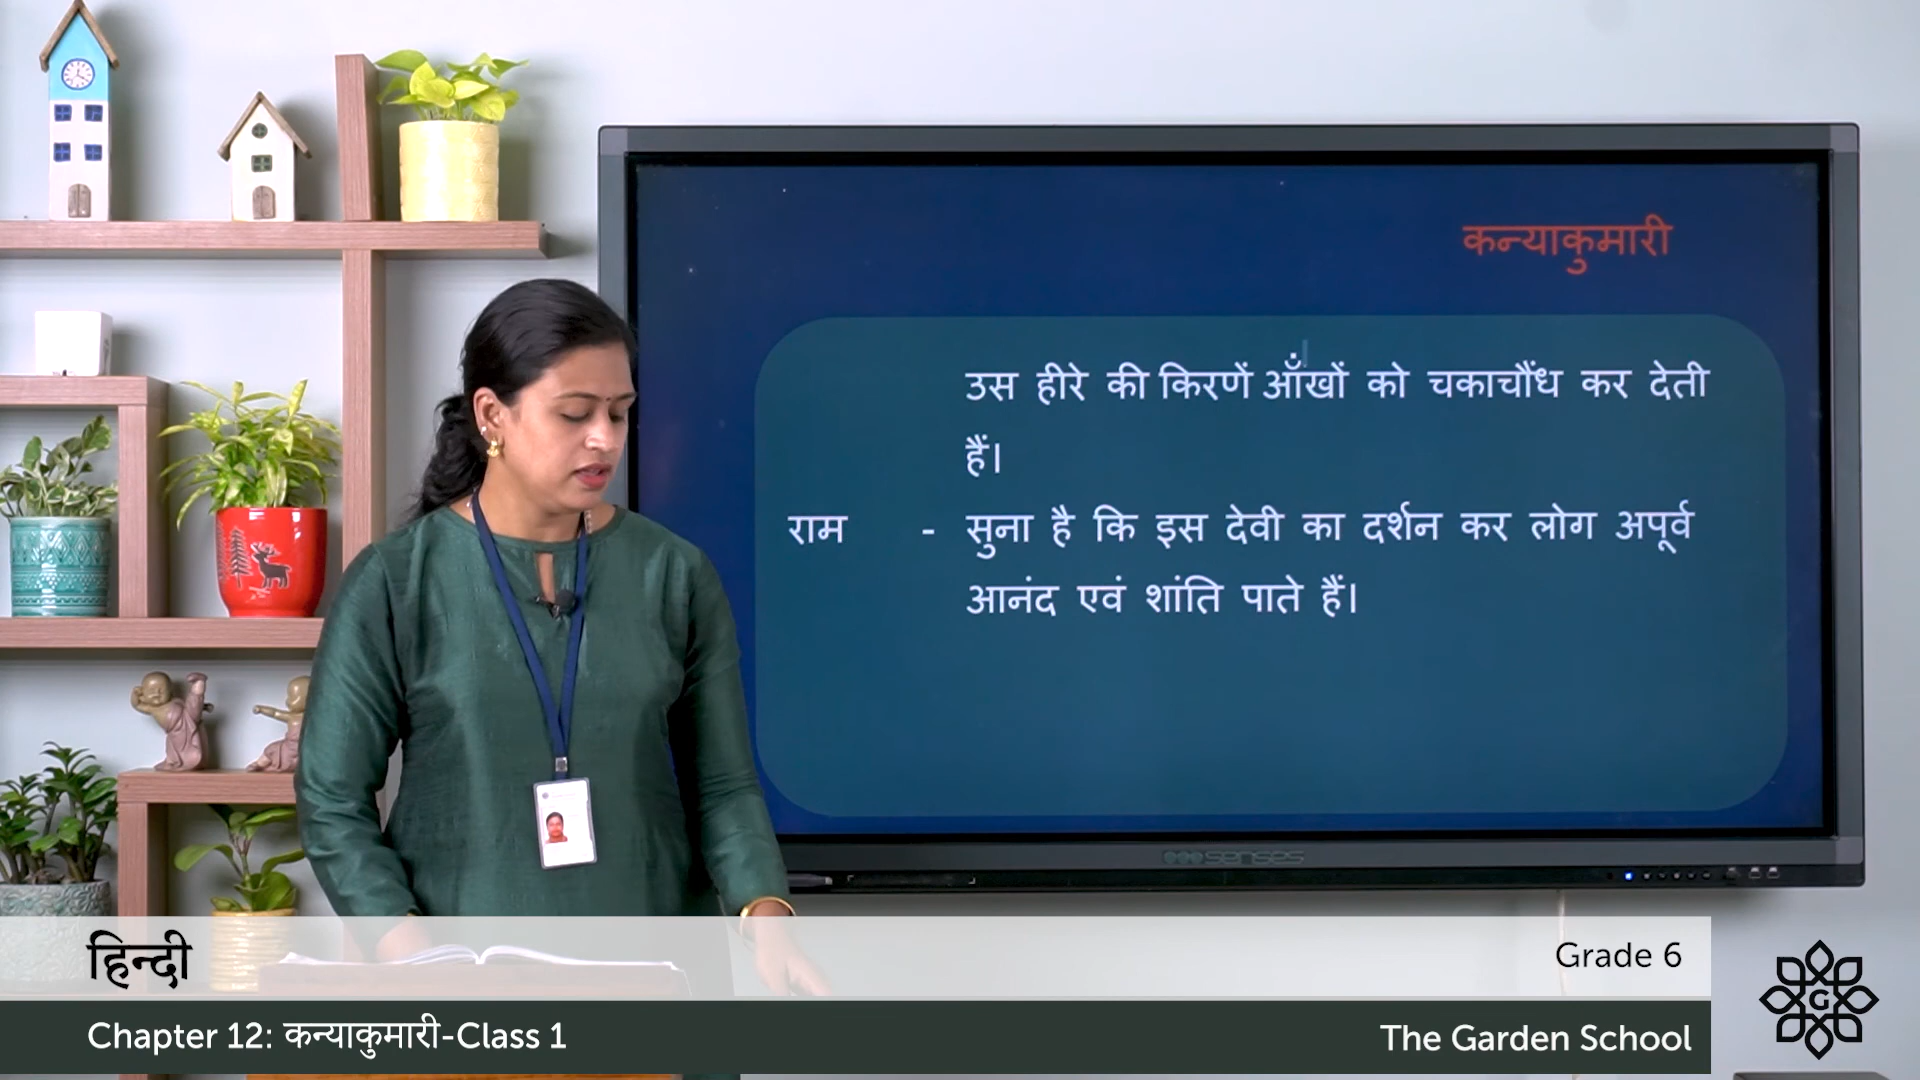 कन्याकुमारी
उस हीरे की किरणें आँखों को चकाचौंध कर देती
हैं।
राम - सुना है कि इस देवी का दर्शन कर लोग अपूर्व
आनंद एवं शांति पाते हैं।
senses
हिन्दी
Grade 6
Chapter 12: कन्याकुमारी-Class 1
The Garden School
G